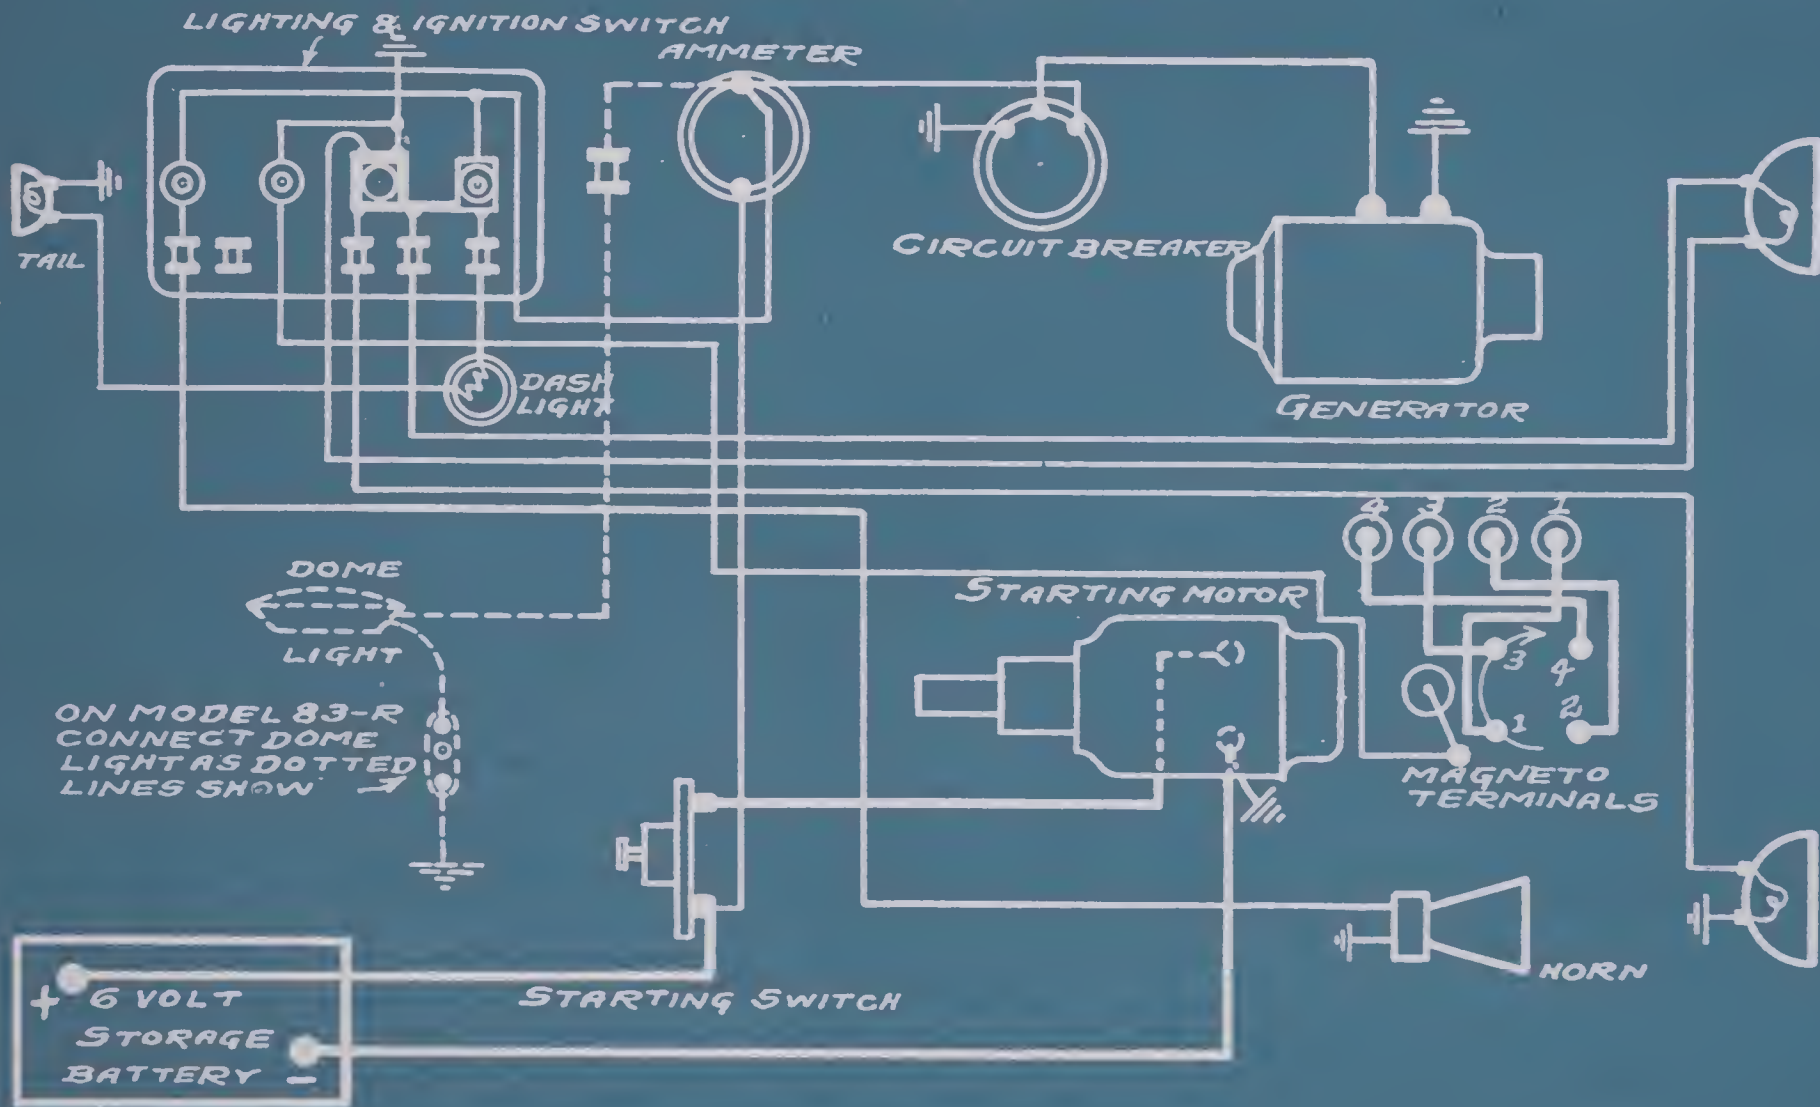 LIGHTING & IGNITION SWITCH
AMMETER
CIRCUIT BREAKER
TAIL
DASH
LIGHT
GENERATOR
4 3 2 1
DOME
LIGHT
STARTING MOTOR
3 4
1 2
ON MODEL 83-R
CONNECT DOME
LIGHT AS DOTTED
LINES SHOW
MAGNETO
TERMINALS
HORN
+ 6 VOLT
STORAGE
BATTERY -
STARTING SWITCH